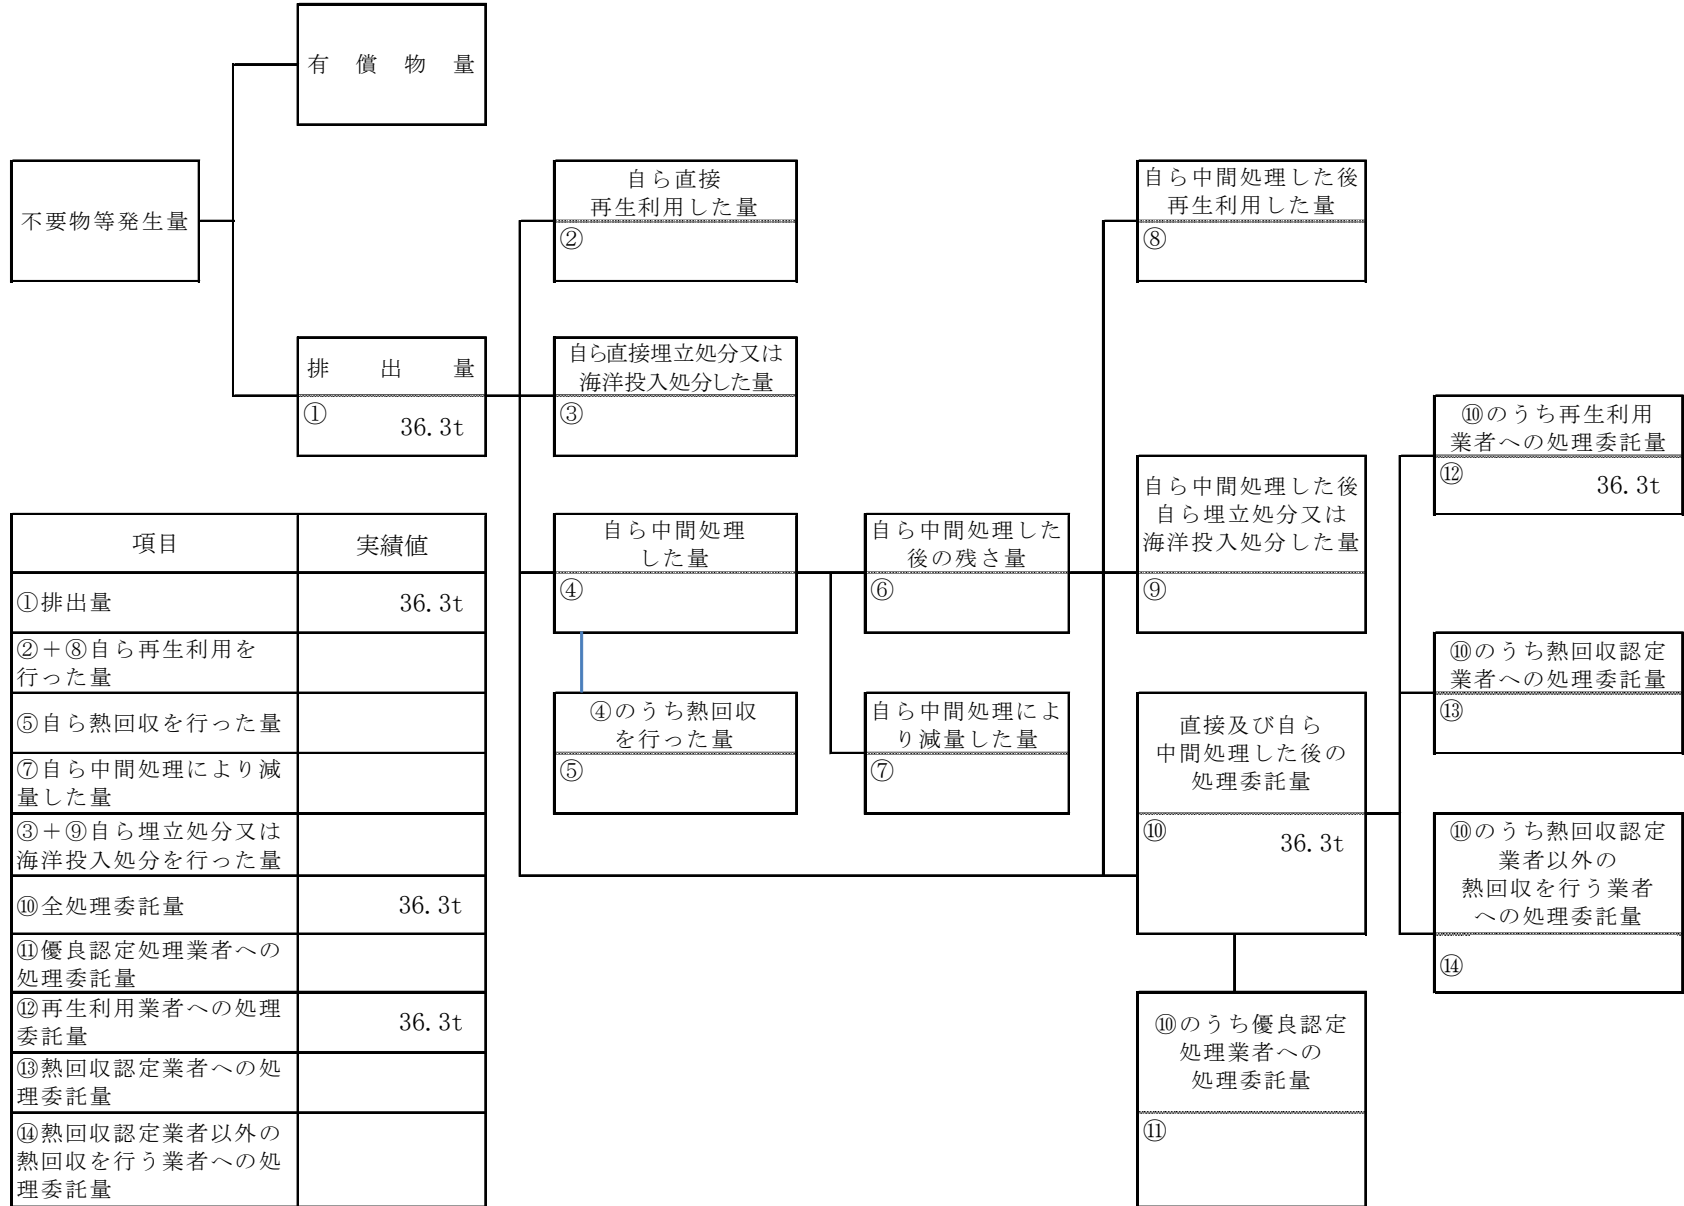 有償物量
不要物等発生量
排出量
①
36.3t
自ら直接
再生利用した量
②
自ら直接埋立処分又は
海洋投入処分した量
③
自ら中間処理
した量
④
④のうち熱回収
を行った量
⑤
自ら中間処理した
後の残さ量
⑥
自ら中間処理によ
り減量した量
⑦
自ら中間処理した後
再生利用した量
⑧
自ら中間処理した後
自ら埋立処分又は
海洋投入処分した量
⑨
直接及び自ら
中間処理した後の
処理委託量
⑩
36.3t
⑩のうち優良認定
処理業者への
処理委託量
⑪
⑩のうち再生利用
業者への処理委託量
⑫
36.3t
⑩のうち熱回収認定
業者への処理委託量
⑬
⑩のうち熱回収認定
業者以外の
熱回収を行う業者
への処理委託量
⑭
項目 実績値
①排出量 36.3t
②+⑧自ら再生利用を
行った量
⑤自ら熱回収を行った量
⑦自ら中間処理により減
量した量
③+⑨自ら埋立処分又は
海洋投入処分を行った量
⑩全処理委託量 36.3t
⑪優良認定処理業者への
処理委託量
⑫再生利用業者への処理
委託量 36.3t
⑬熱回収認定業者への処
理委託量
⑭熱回収認定業者以外の
熱回収を行う業者への処
理委託量